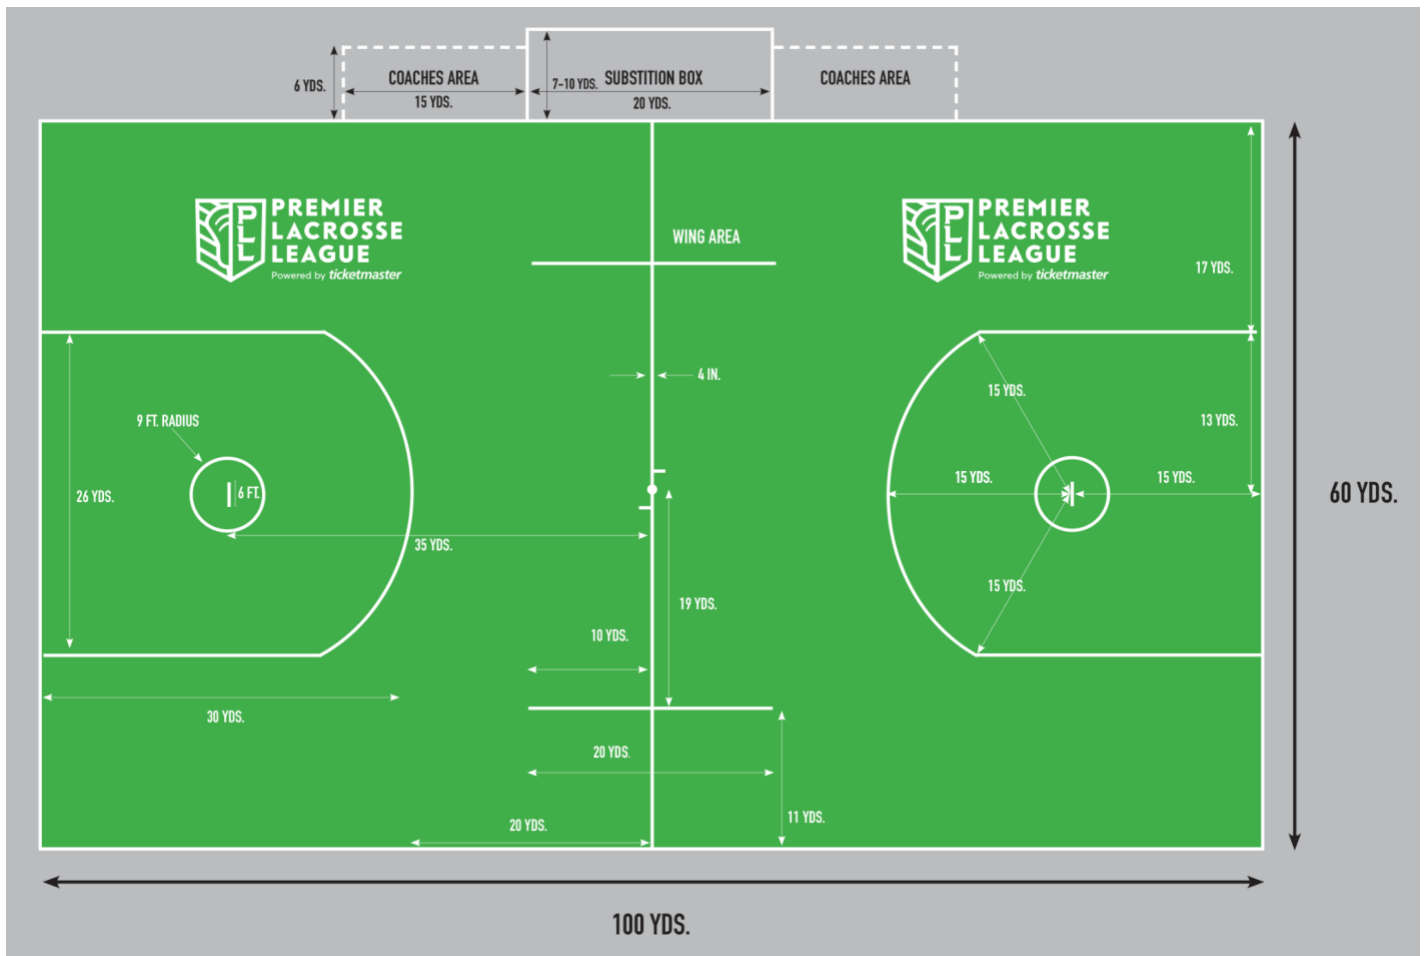 6 YDS.
COACHES AREA
15 YDS.
7-10 YDS.
SUBSTITION BOX
20 YDS.
COACHES AREA
PREMIER
LACROSSE
LEAGUE
Powered by ticketmaster
PLL
WING AREA
PREMIER
LACROSSE
LEAGUE
Powered by ticketmaster
PLL
17 YDS.
4 IN.
15 YDS.
13 YDS.
9 FT. RADIUS
26 YDS.
6 FT.
15 YDS.
15 YDS.
60 YDS.
35 YDS.
15 YDS.
19 YDS.
10 YDS.
30 YDS.
20 YDS.
11 YDS.
20 YDS.
100 YDS.